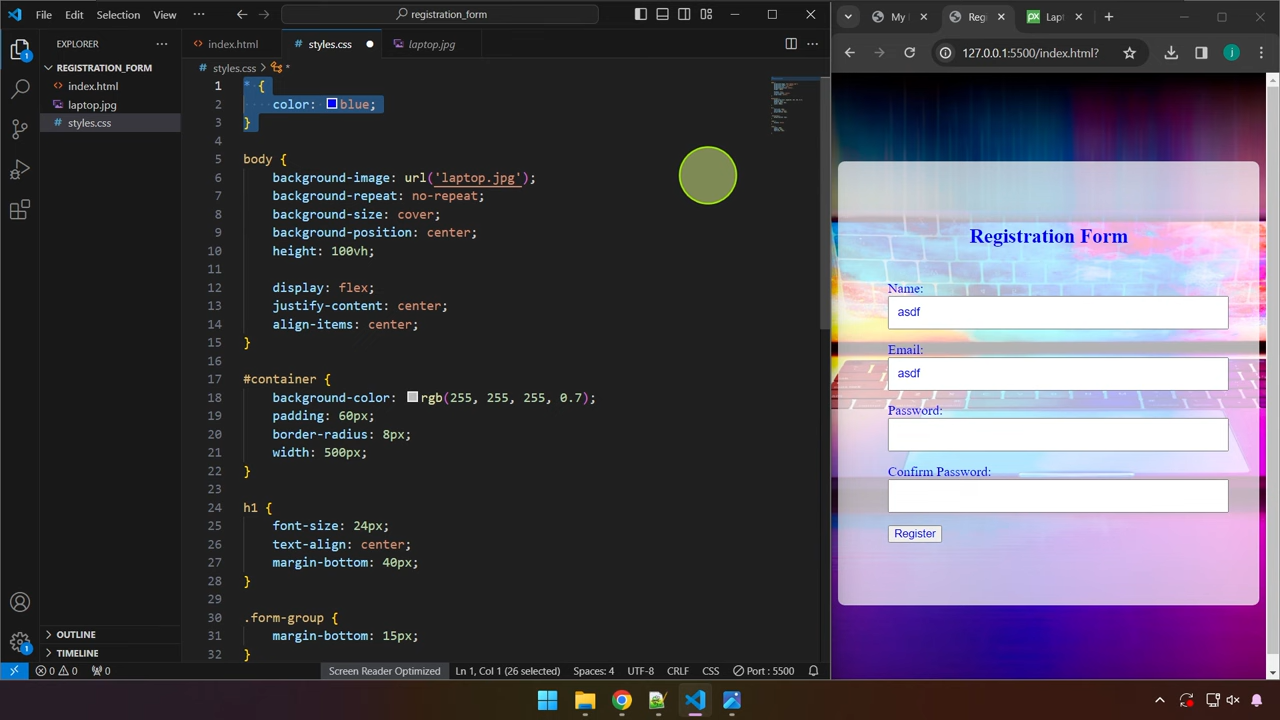 File Edit Selection View ··· registration_form
My Reg Lapt
127.0.0.1:5500/index.html?
j
EXPLORER ···
REGISTRATION_FORM
index.html
laptop.jpg
styles.css
OUTLINE
TIMELINE
index.html styles.css laptop.jpg
styles.css > *
1 * {
2 color: blue;
3 }
4
5 body {
6 background-image: url('laptop.jpg');
7 background-repeat: no-repeat;
8 background-size: cover;
9 background-position: center;
10 height: 100vh;
11
12 display: flex;
13 justify-content: center;
14 align-items: center;
15 }
16
17 #container {
18 background-color: rgb(255, 255, 255, 0.7);
19 padding: 60px;
20 border-radius: 8px;
21 width: 500px;
22 }
23
24 h1 {
25 font-size: 24px;
26 text-align: center;
27 margin-bottom: 40px;
28 }
29
30 .form-group {
31 margin-bottom: 15px;
32 }
Registration Form
Name:
asdf
Email:
asdf
Password:
Confirm Password:
Register
0 0 0 Screen Reader Optimized Ln 1, Col 1 (26 selected) Spaces: 4 UTF-8 CRLF CSS Port : 5500